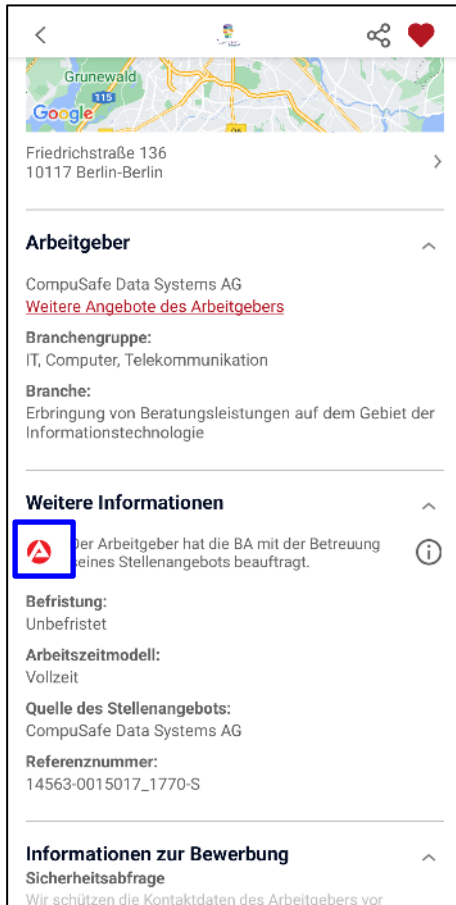 Grunewald
115
Google
Friedrichstraße 136
10117 Berlin-Berlin
Arbeitgeber
CompuSafe Data Systems AG
Weitere Angebote des Arbeitgebers
Branchengruppe:
IT, Computer, Telekommunikation
Branche:
Erbringung von Beratungsleistungen auf dem Gebiet der
Informationstechnologie
Weitere Informationen
Der Arbeitgeber hat die BA mit der Betreuung
seines Stellenangebots beauftragt.
Befristung:
Unbefristet
Arbeitszeitmodell:
Vollzeit
Quelle des Stellenangebots:
CompuSafe Data Systems AG
Referenznummer:
14563-0015017_1770-S
Informationen zur Bewerbung
Sicherheitsabfrage
Wir schützen die Kontaktdaten des Arbeitgebers vor